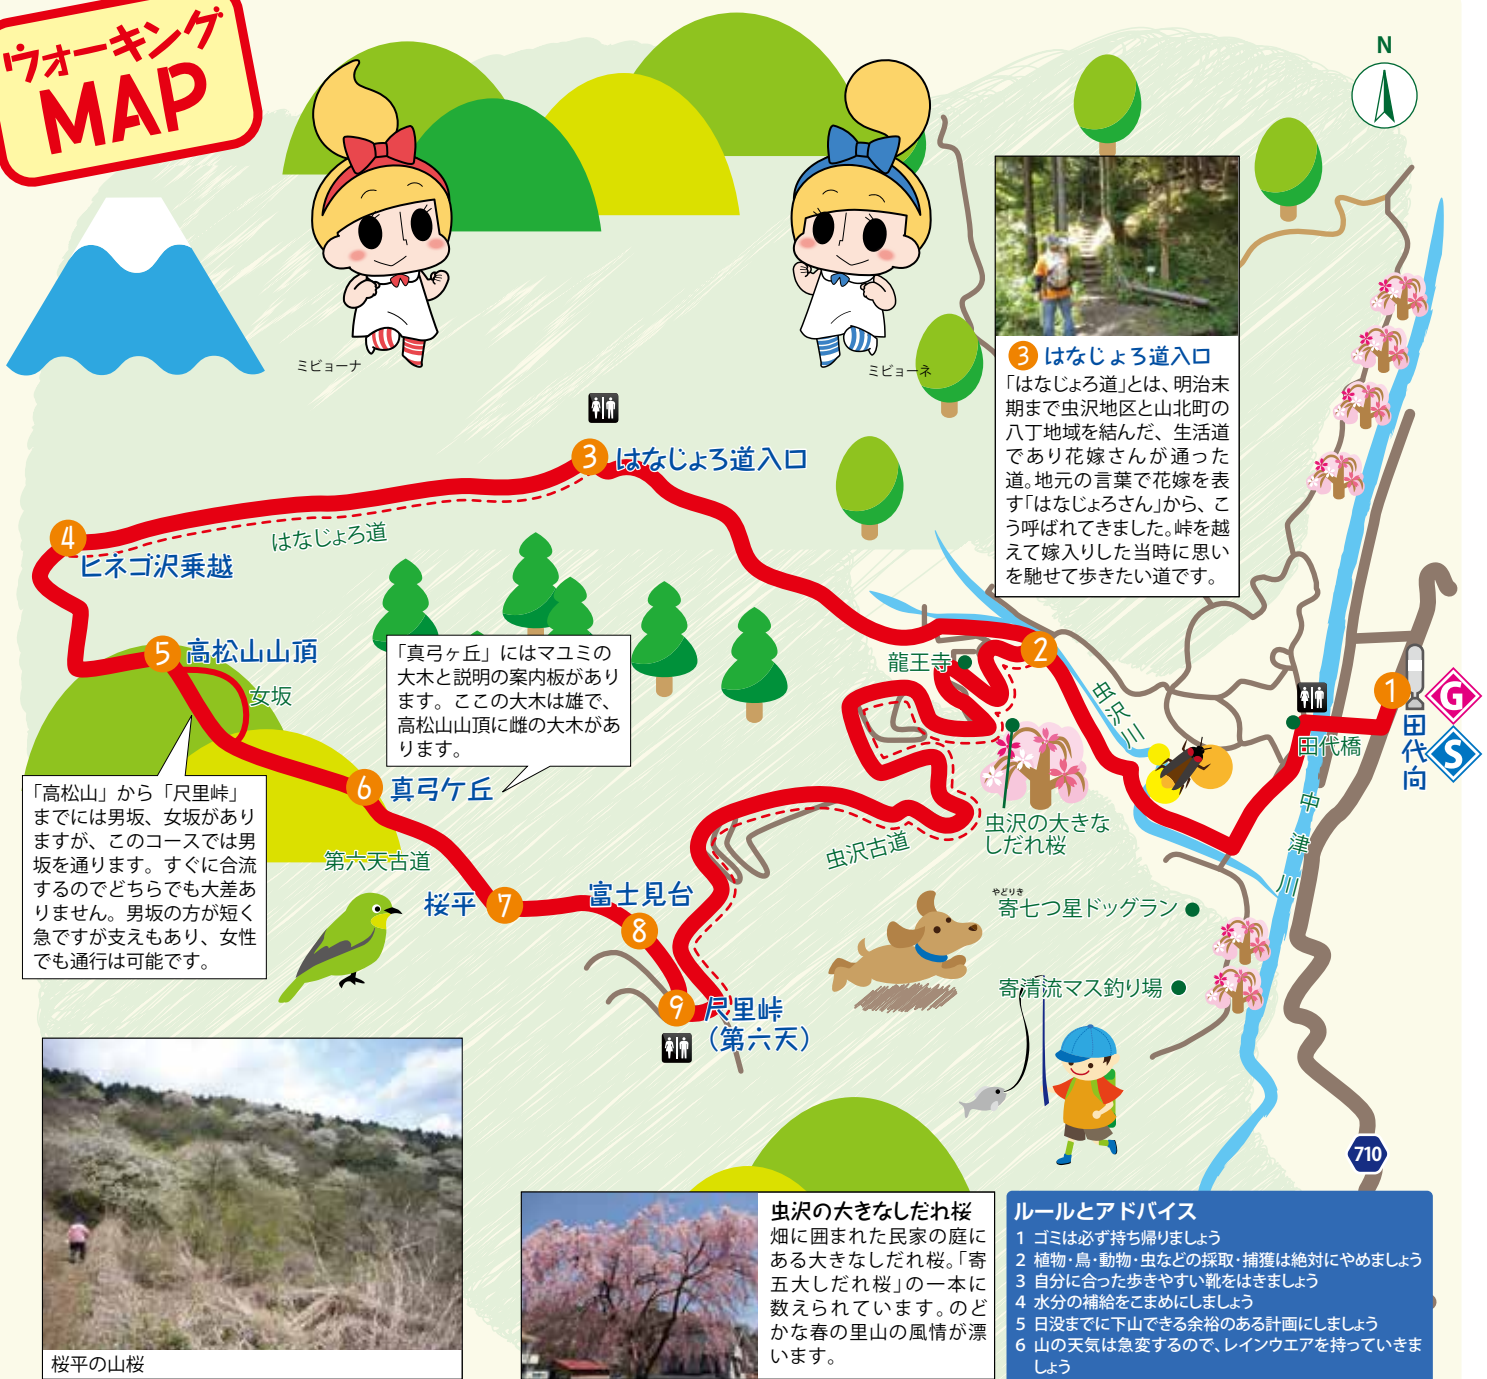 ウォーキング
MAP
N
ミビョーナ
ミビョーネ
3 はなじょろ道入口
「はなじょろ道」とは、明治末
期まで虫沢地区と山北町の
八丁地域を結んだ、生活道
であり花嫁さんが通った
道。地元の言葉で花嫁を表
す「はなじょろさん」から、こ
う呼ばれてきました。峠を越
えて嫁入りした当時に思い
を馳せて歩きたい道です。
3 はなじょろ道入口
はなじょろ道
4
ヒネゴ沢乗越
5 高松山山頂
女坂
「真弓ヶ丘」にはマユミの
大木と説明の案内板があり
ます。ここの大木は雄で、
高松山山頂に雌の大木があ
ります。
龍王寺
2
虫沢川
1
田代向
G
S
田代橋
中津川
「高松山」から「尺里峠」
までには男坂、女坂があり
ますが、このコースでは男
坂を通ります。すぐに合流
するのでどちらでも大差あ
りません。男坂の方が短く
急ですが支えもあり、女性
でも通行は可能です。
6 真弓ケ丘
第六天古道
桜平 7
富士見台
8
虫沢古道
虫沢の大きな
しだれ桜
やどりき
寄七つ星ドッグラン
寄清流マス釣り場
9 尺里峠
(第六天)
710
桜平の山桜
虫沢の大きなしだれ桜
畑に囲まれた民家の庭に
ある大きなしだれ桜。「寄
五大しだれ桜」の一本に
数えられています。のど
かな春の里山の風情が漂
います。
ルールとアドバイス
1 ゴミは必ず持ち帰りましょう
2 植物・鳥・動物・虫などの採取・捕獲は絶対にやめましょう
3 自分に合った歩きやすい靴をはきましょう
4 水分の補給をこまめにしましょう
5 日没までに下山できる余裕のある計画にしましょう
6 山の天気は急変するので、レインウエアを持っていきま
しょう